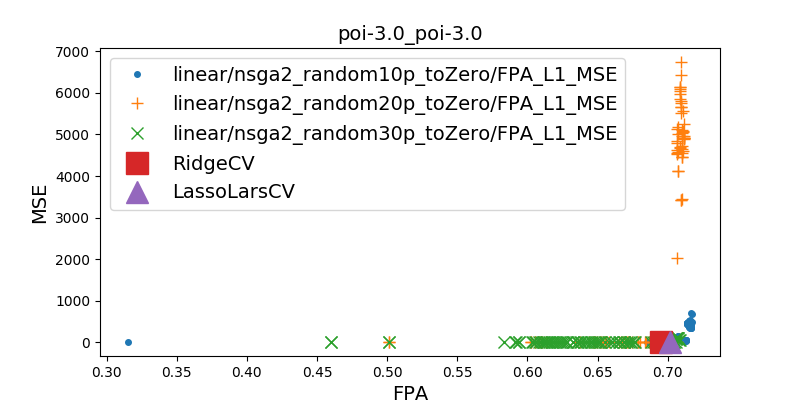 poi-3.0_poi-3.0
7000
6000
5000
4000
3000
2000
1000
0
MSE
linear/nsga2_random10p_toZero/FPA_L1_MSE
linear/nsga2_random20p_toZero/FPA_L1_MSE
linear/nsga2_random30p_toZero/FPA_L1_MSE
RidgeCV
LassoLarsCV
0.30 0.35 0.40 0.45 0.50 0.55 0.60 0.65 0.70
FPA